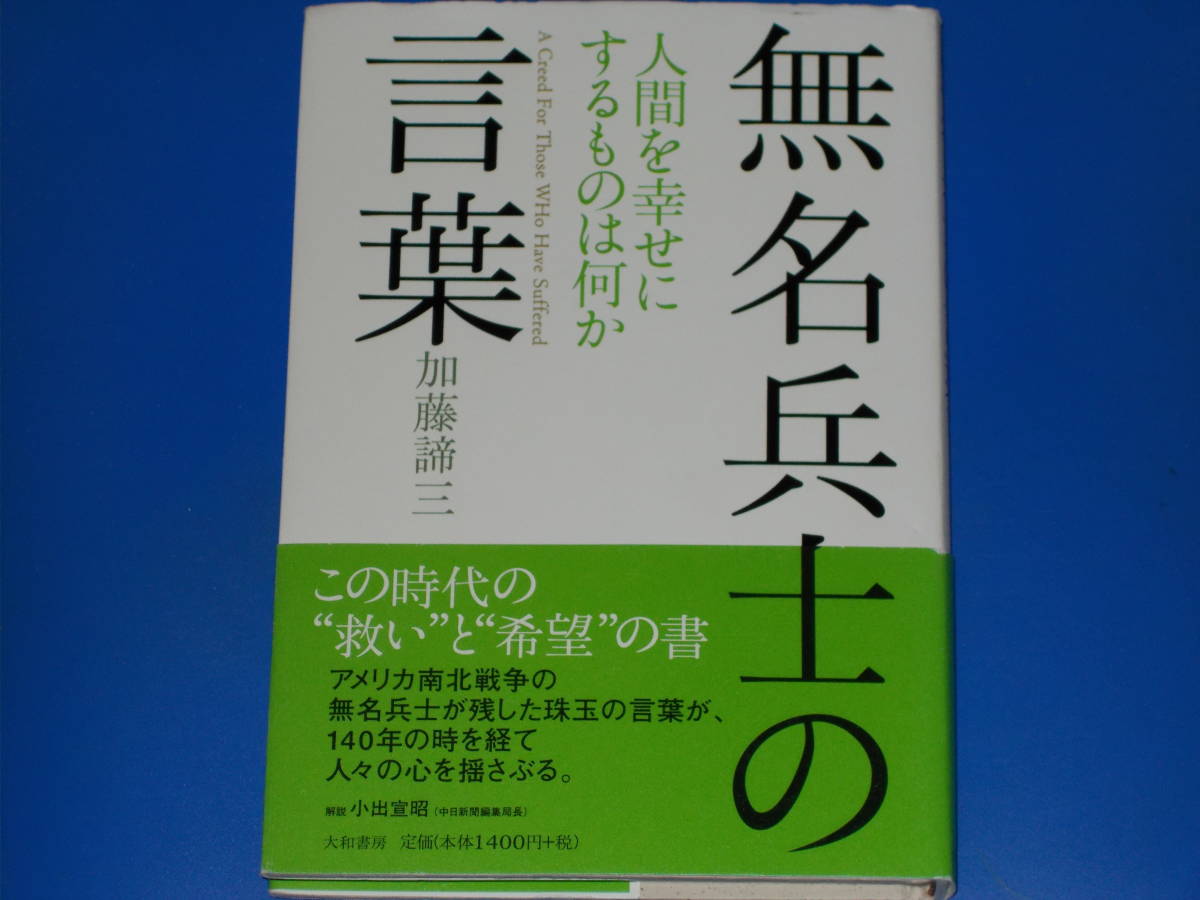 無名兵士の
言葉
人間を幸せに
するものは何か
A Creed For Those WHo Have Suffered
加藤諦三
この時代の
“救い”と“希望”の書
アメリカ南北戦争の
無名兵士が残した珠玉の言葉が、
140年の時を経て
人々の心を揺さぶる。
解説 小出宣昭（中日新聞編集局長）
大和書房 定価(本体1400円+税)